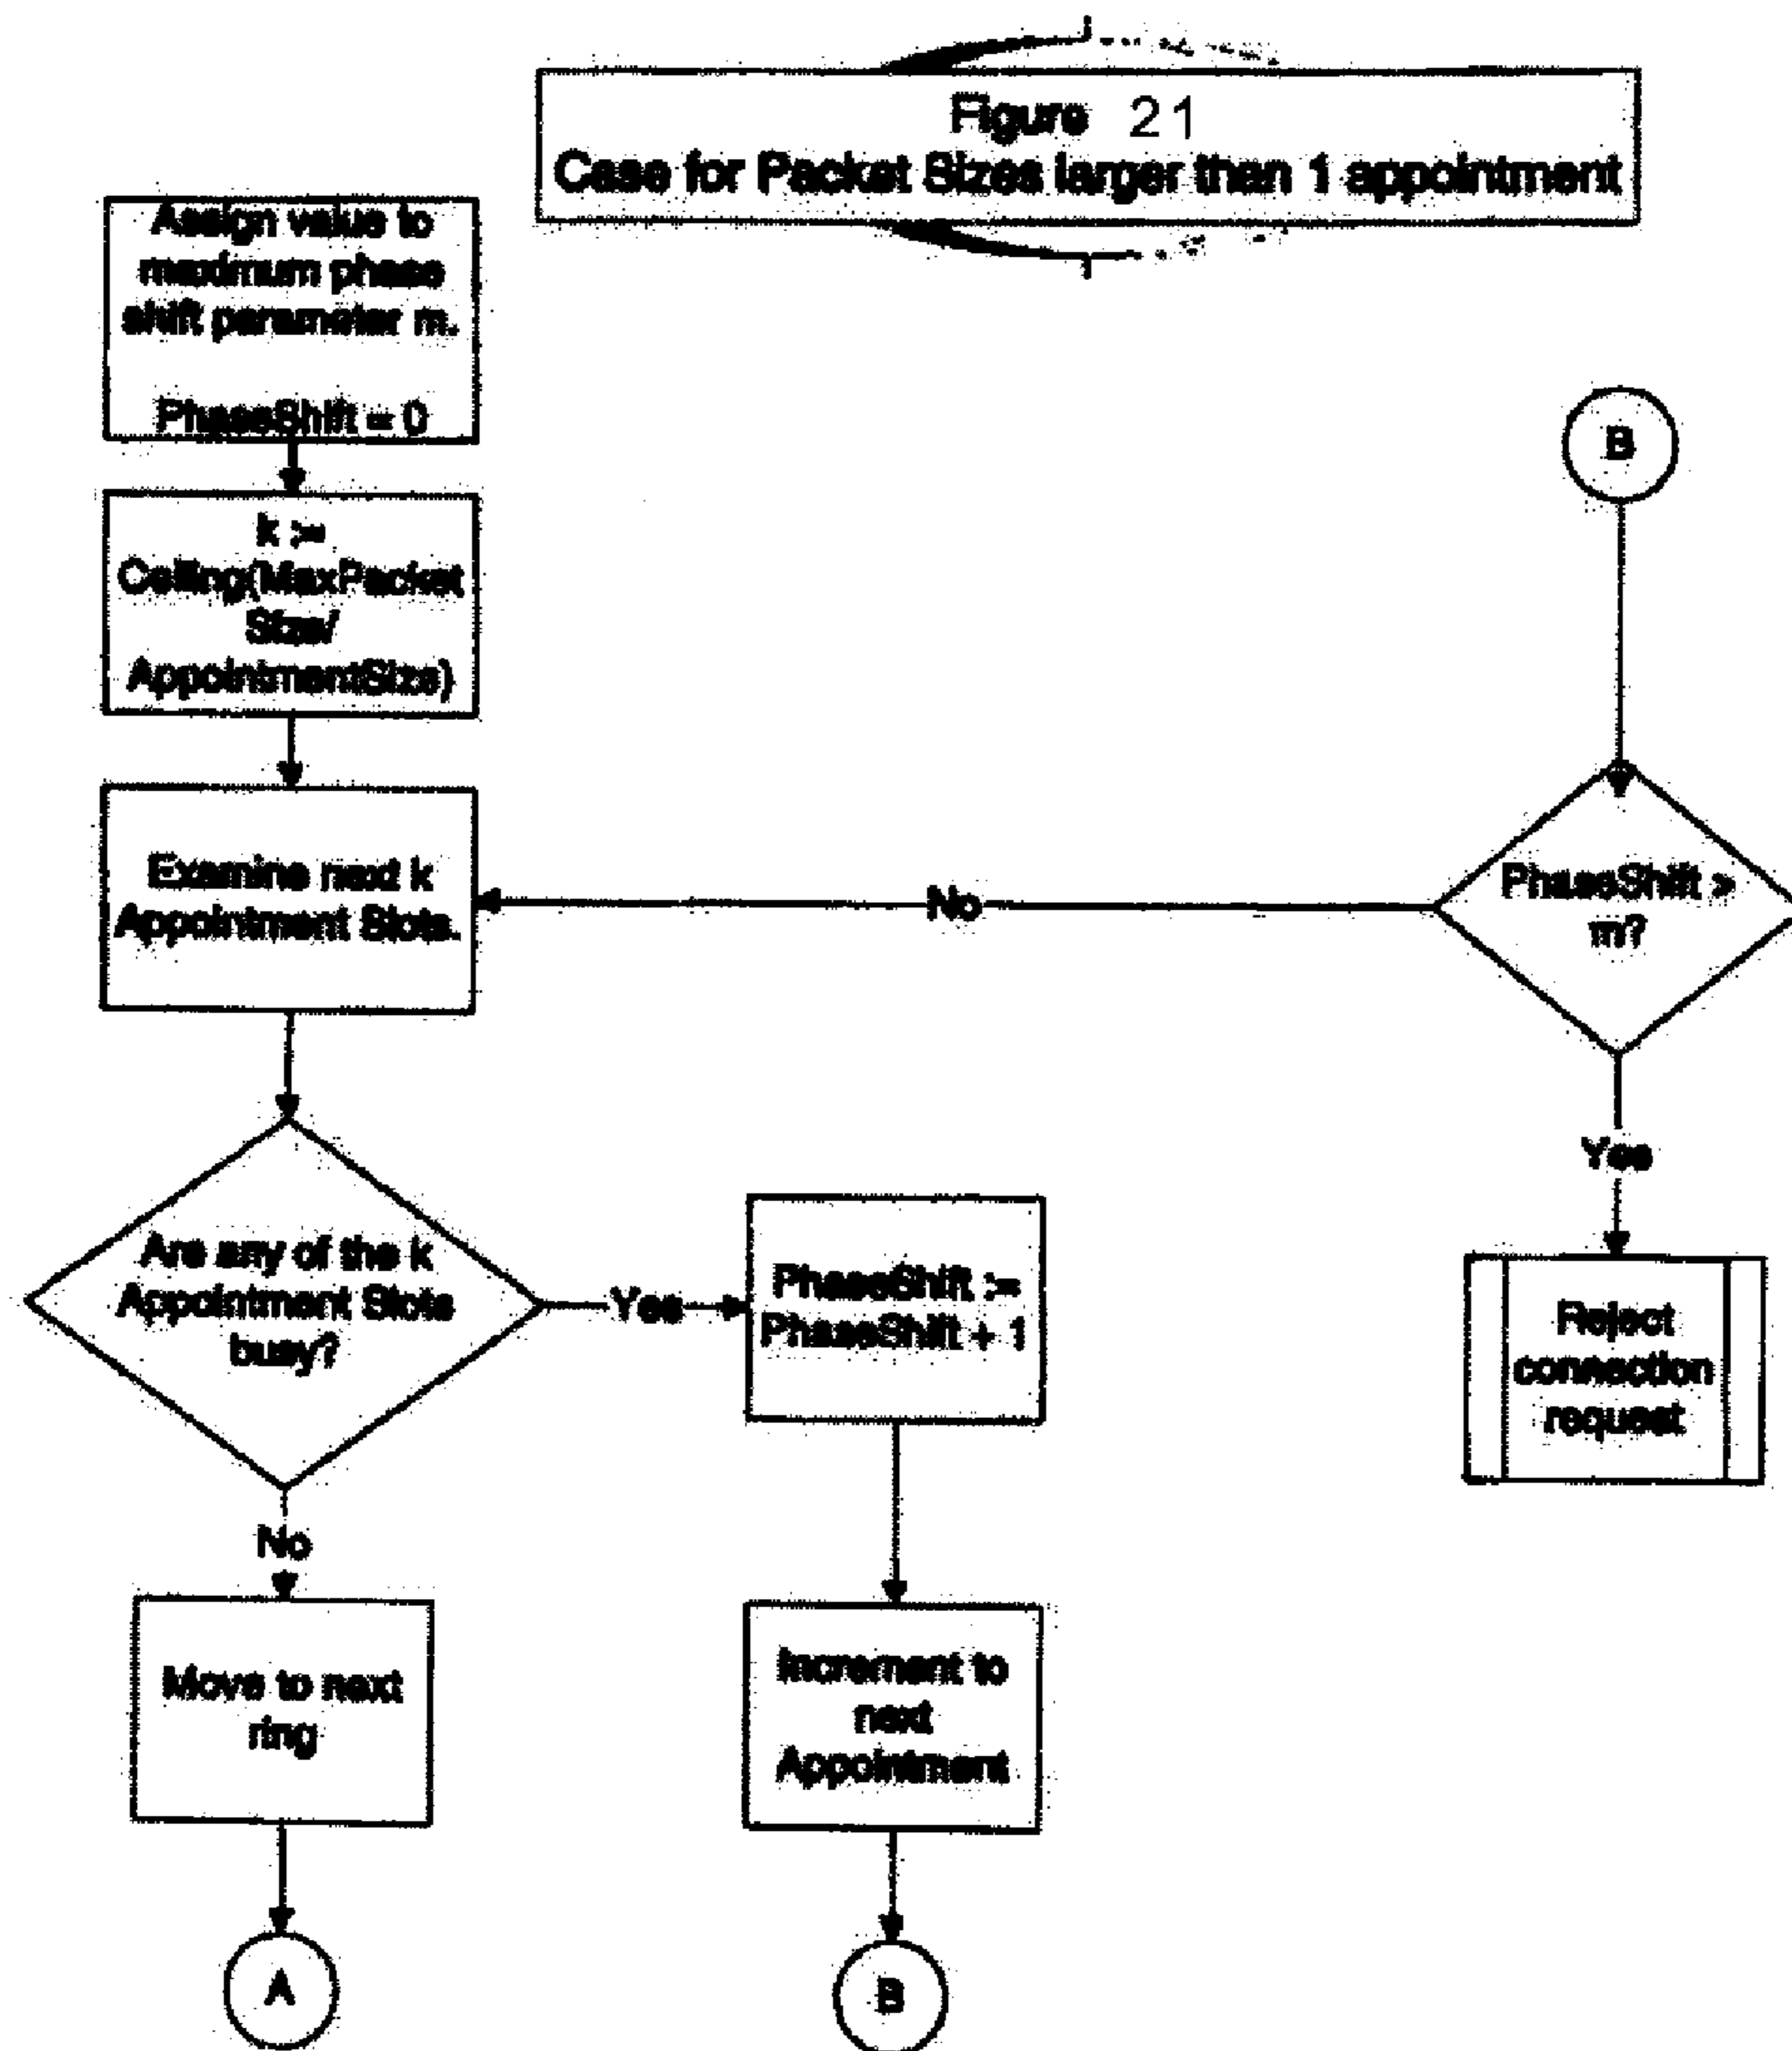 Figure 21
Case for Packet Sizes larger than 1 appointment
Assign value to
maximum phase
shift parameter m.
PhaseShift = 0
k :=
Ceiling(MaxPacket
Size/
AppointmentSize)
Examine next k
Appointment Slots.
Are any of the k
Appointment Slots
busy?
Yes
No
Move to next
ring
A
PhaseShift :=
PhaseShift + 1
Increment to
next
Appointment
B
B
PhaseShift >
m?
No
Yes
Reject
connection
request